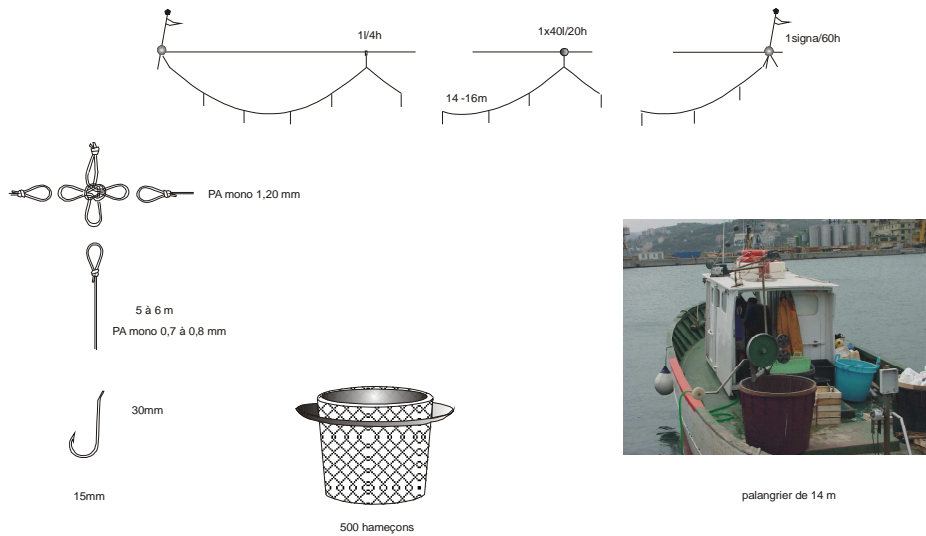 1l/4h
1x40l/20h
1signa/60h
14 -16m
PA mono 1,20 mm
5 à 6 m
PA mono 0,7 à 0,8 mm
30mm
15mm
500 hameçons
palangrier de 14 m